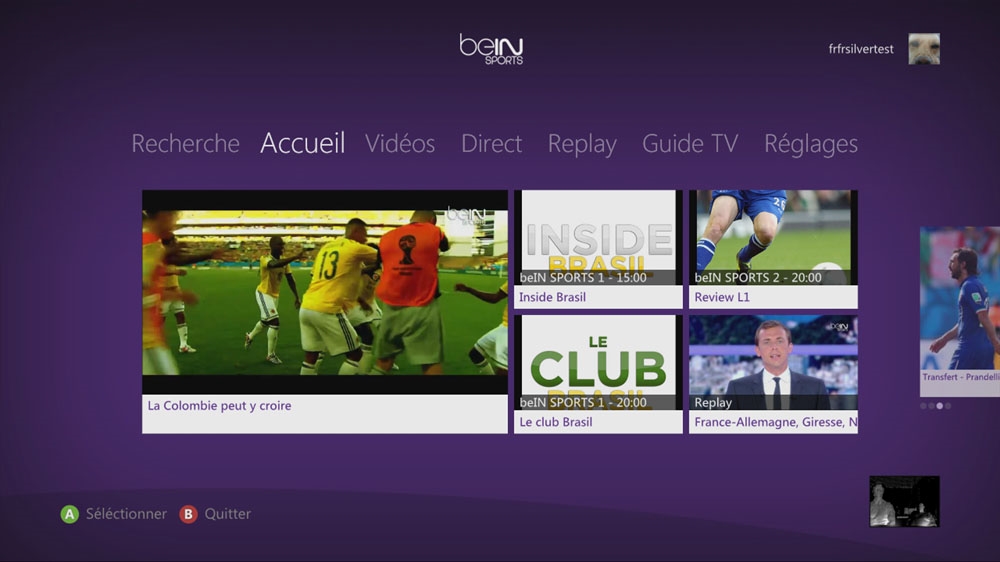 beIN
SPORTS
frfrsilvertest
Recherche Accueil Vidéos Direct Replay Guide TV Réglages
beIN
13
La Colombie peut y croire
INSIDE
BRASIL
beIN SPORTS 1 - 15:00
Inside Brasil
beIN SPORTS 2 - 20:00
Review L1
LE
CLUB
BRASIL
beIN SPORTS 1 - 20:00
Le club Brasil
beIN
Replay
France-Allemagne, Giresse, N
Transfert - Prandelli
A Séléctionner B Quitter